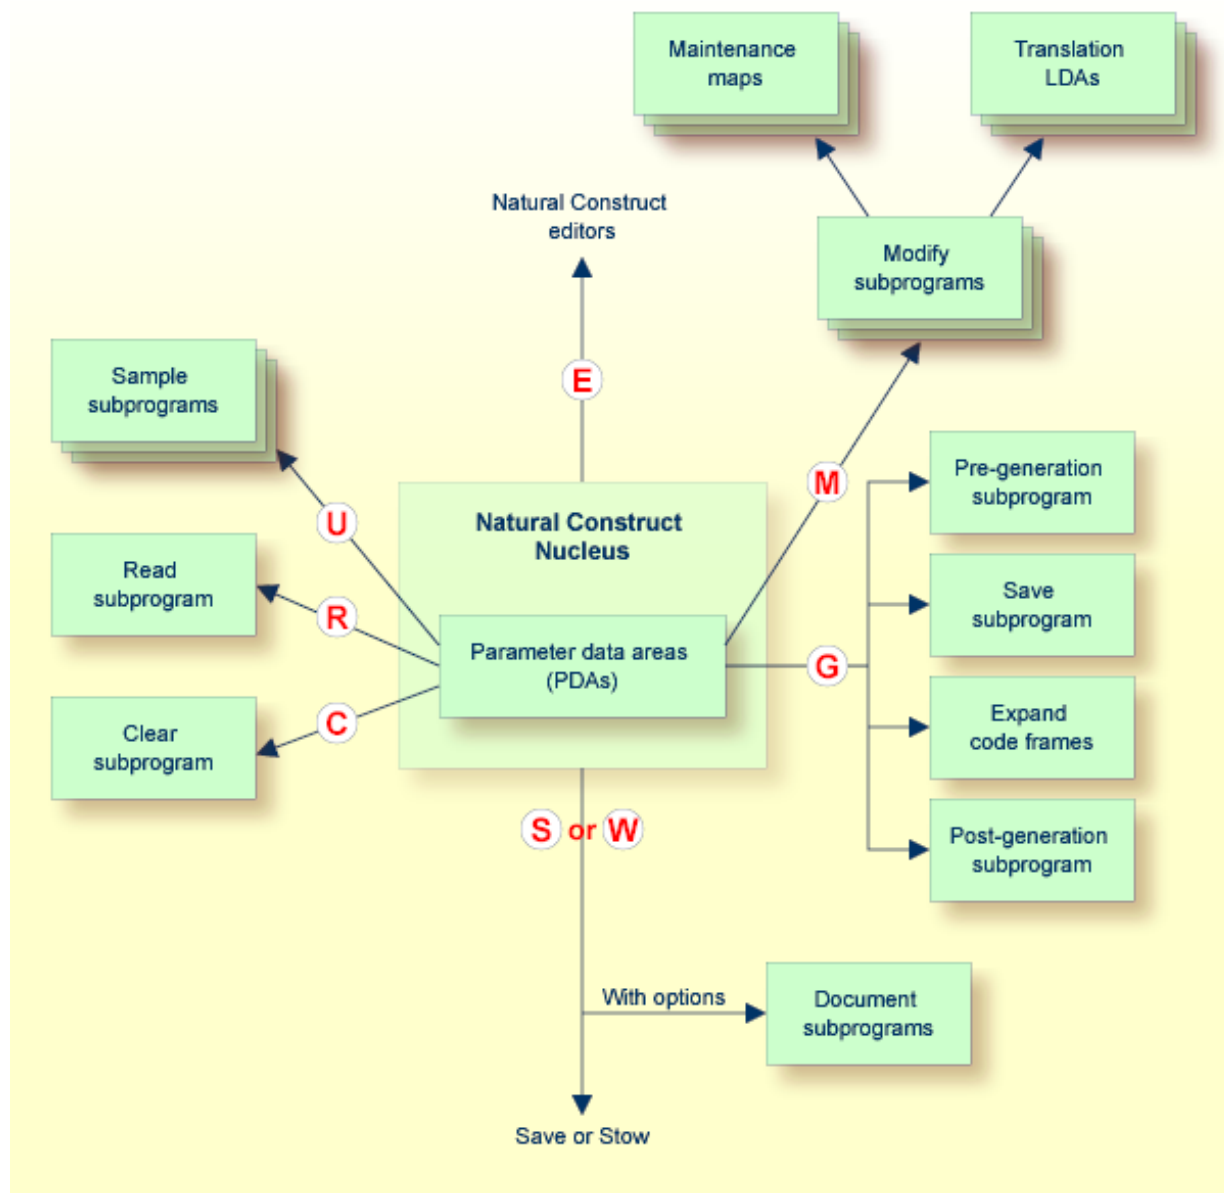 Maintenance
maps
Translation
LDAs
Natural Construct
editors
Modify
subprograms
E
Sample
subprograms
M
Pre-generation
subprogram
U
Natural Construct
Nucleus
Read
subprogram
Save
subprogram
R
Parameter data areas
(PDAs)
G
C
Clear
subprogram
Expand
code frames
S or W
Post-generation
subprogram
With options
Document
subprograms
Save or Stow